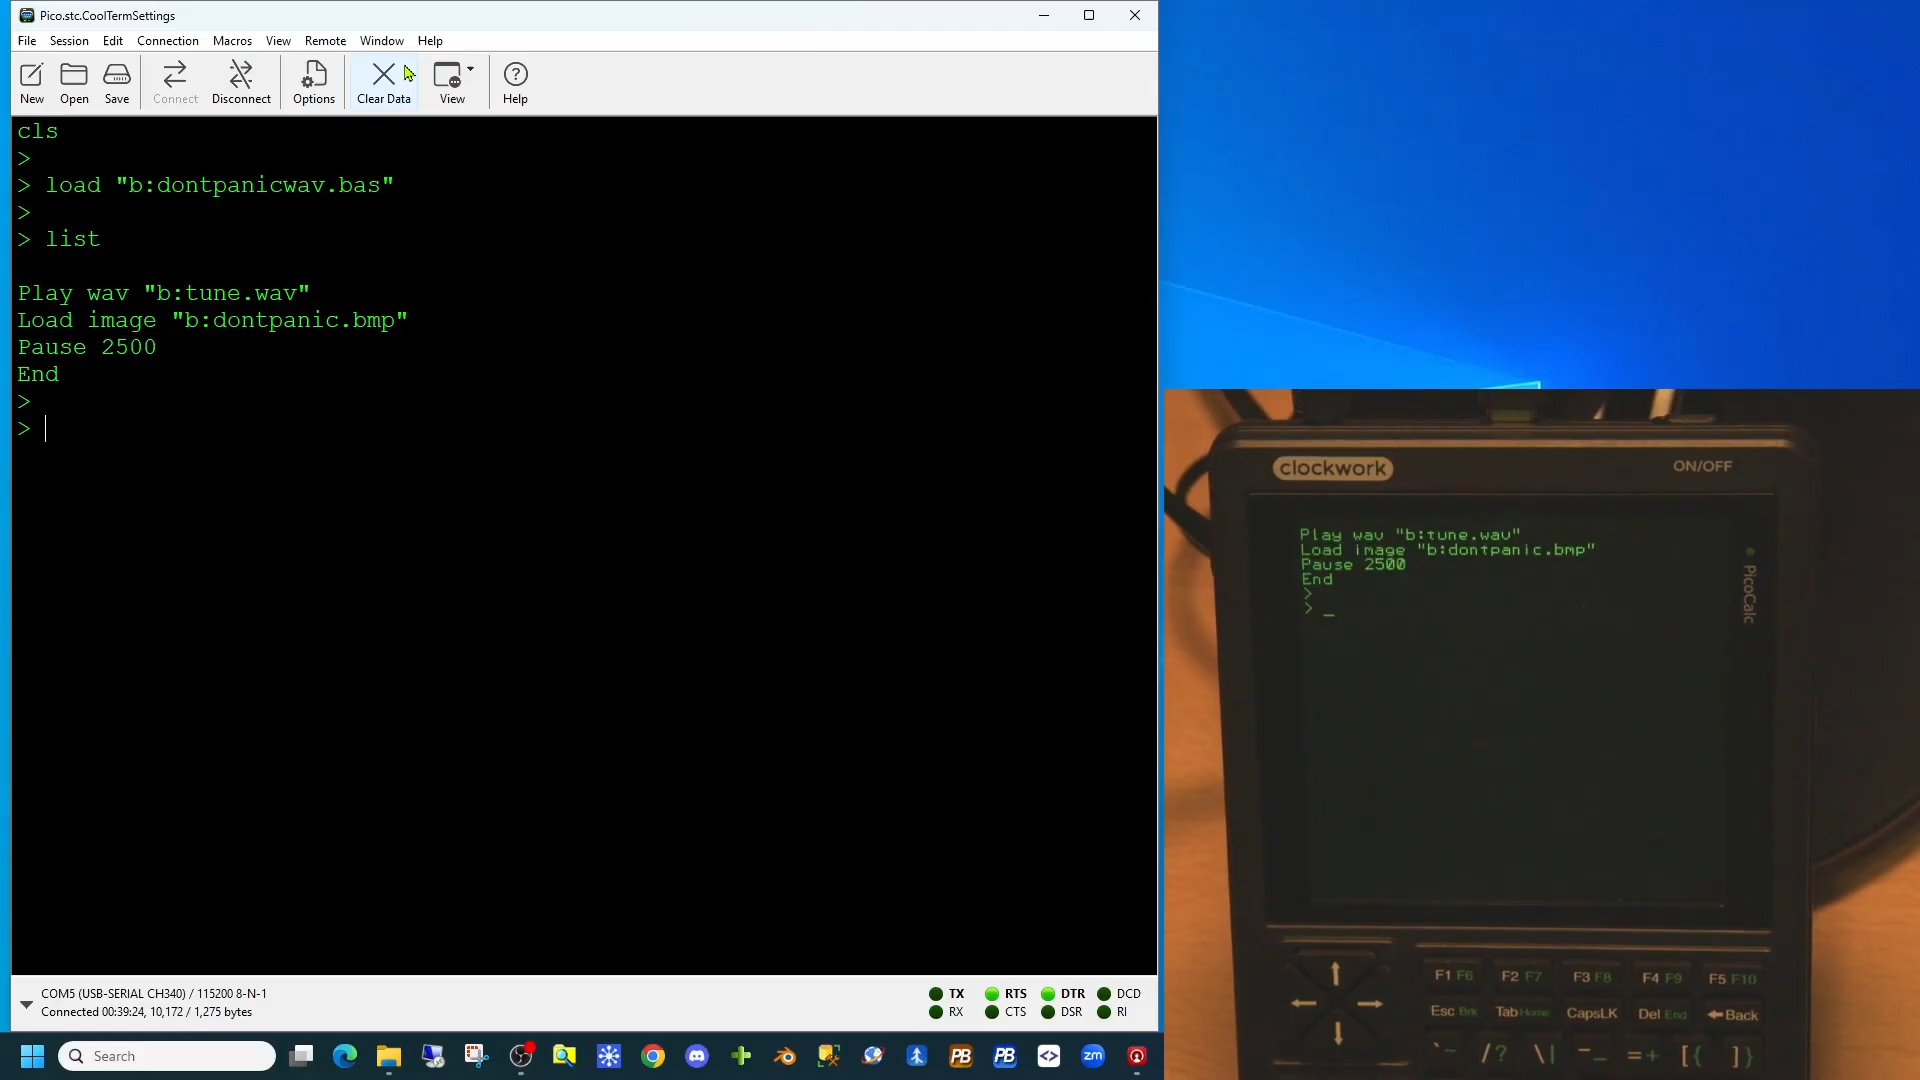 Pico.stc.CoolTermSettings
File Session Edit Connection Macros View Remote Window Help
New Open Save Connect Disconnect Options Clear Data View Help
cls
>
> load "b:dontpanicwav.bas"
>
> list
Play wav "b:tune.wav"
Load image "b:dontpanic.bmp"
Pause 2500
End
>
>
COM5 (USB-SERIAL CH340) / 115200 8-N-1
Connected 00:39:24, 10,172 / 1,275 bytes
TX RTS DTR DCD
RX CTS DSR RI
Search
PB PB zm
clockwork ON/OFF
Play wav "b:tune.wav"
Load image "b:dontpanic.bmp"
Pause 2500
End
>
> _
PicoCalc
F1 F6 F2 F7 F3 F8 F4 F9 F5 F10
Esc Brk Tab Home CapsLK Del End Back
` ~ / ? \ | - _ = + [ { ] }